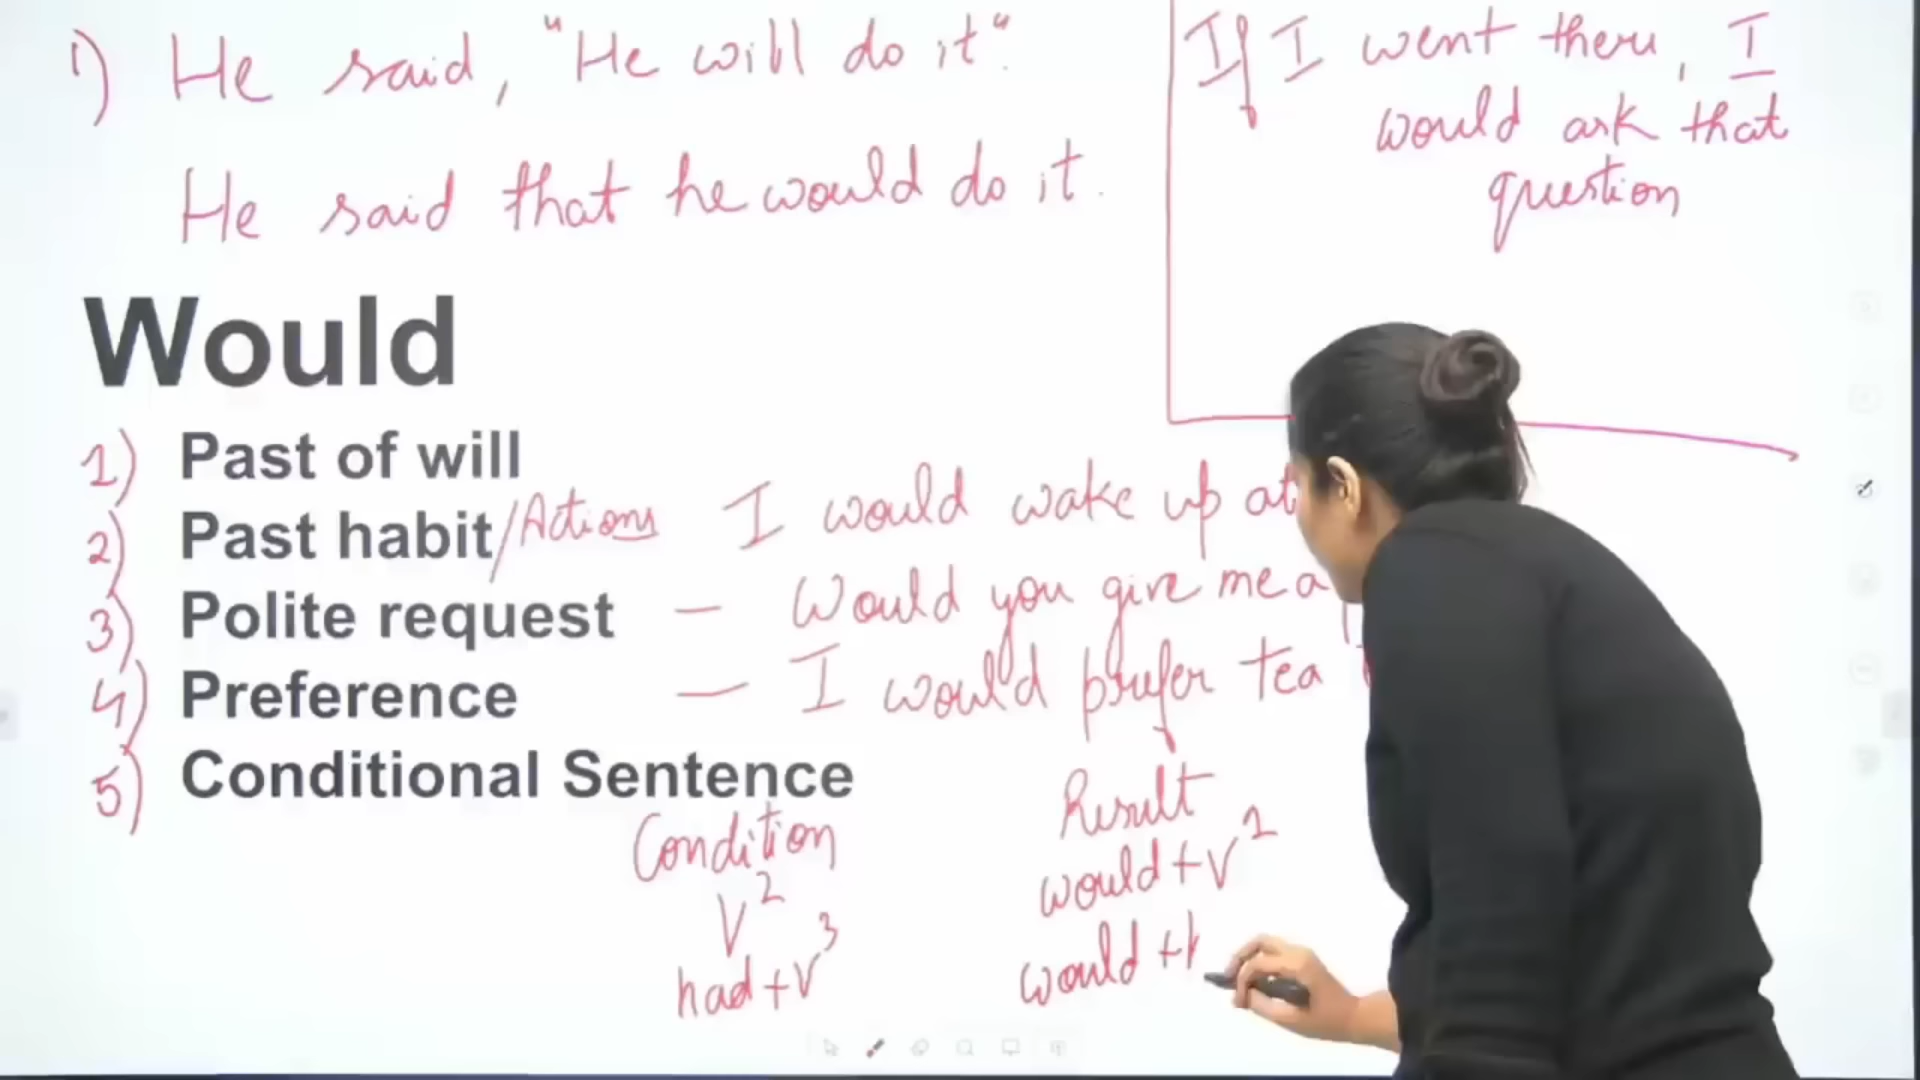 1) He said, "He will do it".
He said that he would do it.
If I went there, I
would ask that
question
Would
1) Past of will
2) Past habit/Actions I would wake up at
3) Polite request – Would you give me a
4) Preference – I would prefer tea
5) Conditional Sentence
Condition Result
V² would + V¹
had + V³ would +